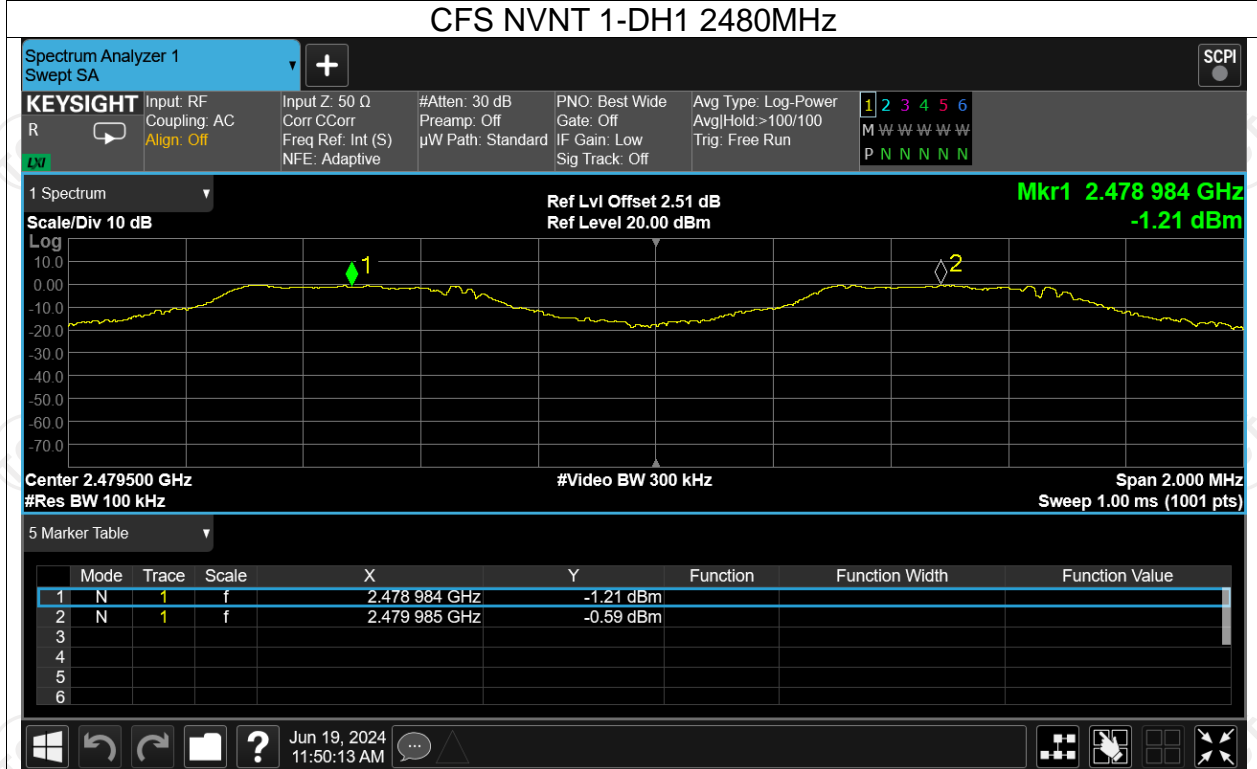 CFS NVNT 1-DH1 2480MHz
Spectrum Analyzer 1
Swept SA
+
SCPI
KEYSIGHT
R
LXI
Input: RF
Coupling: AC
Align: Off
Input Z: 50 Ω
Corr CCorr
Freq Ref: Int (S)
NFE: Adaptive
#Atten: 30 dB
Preamp: Off
µW Path: Standard
PNO: Best Wide
Gate: Off
IF Gain: Low
Sig Track: Off
Avg Type: Log-Power
Avg|Hold:>100/100
Trig: Free Run
1 2 3 4 5 6
M W W W W W
P N N N N N
1 Spectrum
Scale/Div 10 dB
Ref Lvl Offset 2.51 dB
Ref Level 20.00 dBm
Mkr1 2.478 984 GHz
-1.21 dBm
Log
10.0
0.00
-10.0
-20.0
-30.0
-40.0
-50.0
-60.0
-70.0
1
2
Center 2.479500 GHz
#Video BW 300 kHz
Span 2.000 MHz
#Res BW 100 kHz
Sweep 1.00 ms (1001 pts)
5 Marker Table
Mode Trace Scale X Y Function Function Width Function Value
1 N 1 f 2.478 984 GHz -1.21 dBm
2 N 1 f 2.479 985 GHz -0.59 dBm
3
4
5
6
?
Jun 19, 2024
11:50:13 AM